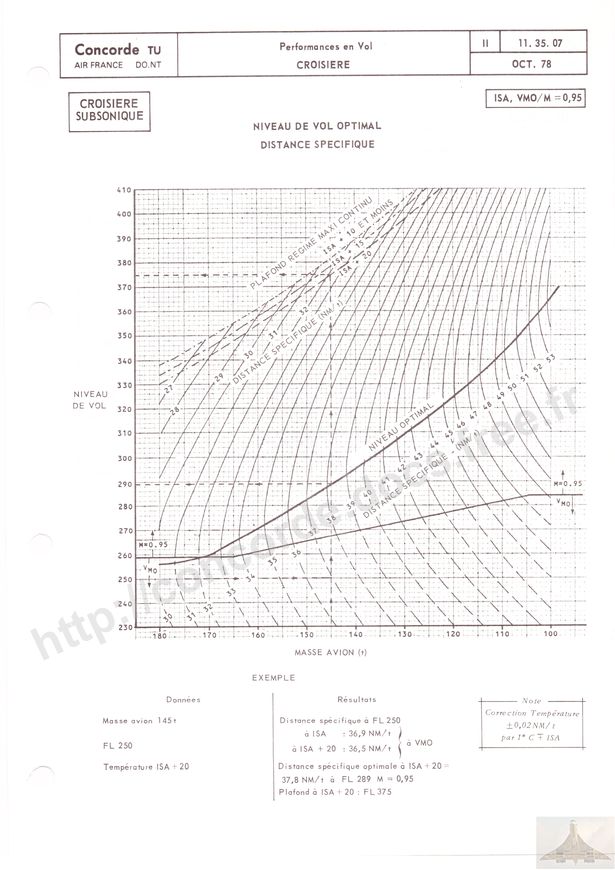 Concorde TU
AIR FRANCE DO.NT
Performances en Vol
CROISIERE
II 11. 35. 07
OCT. 78
CROISIERE
SUBSONIQUE
ISA, VMO/M = 0,95
NIVEAU DE VOL OPTIMAL
DISTANCE SPECIFIQUE
410
400
390
380
370
360
350
340
330
320
310
300
290
280
270
260
250
240
230
NIVEAU
DE VOL
PLAFOND REGIME MAXI CONTINU
ISA + 10 ET MOINS
ISA + 15
ISA + 20
DISTANCE SPECIFIQUE (NM/t)
27 28 29 30 31 32
NIVEAU OPTIMAL
DISTANCE SPECIFIQUE - (NM/t)
30 31 32 33 34 35 36 37 38 39 40 41 42 43 44 45 46 47 48 49 50 51 52 53
M=0.95
VMO
M=0.95
VMO
180 170 160 150 140 130 120 110 100
MASSE AVION (t)
EXEMPLE
Données
Masse avion 145t
FL 250
Température ISA+20
Résultats
Distance spécifique à FL 250
à ISA : 36,9 NM/t
à ISA + 20 : 36,5 NM/t
à VMO
Distance spécifique optimale à ISA+20 =
37,8 NM/t à FL 289 M = 0,95
Plafond à ISA+20 : FL 375
Note
Correction Température
±0,02NM/t
par 1° C ∓ ISA
http://concorde.docs.free.fr